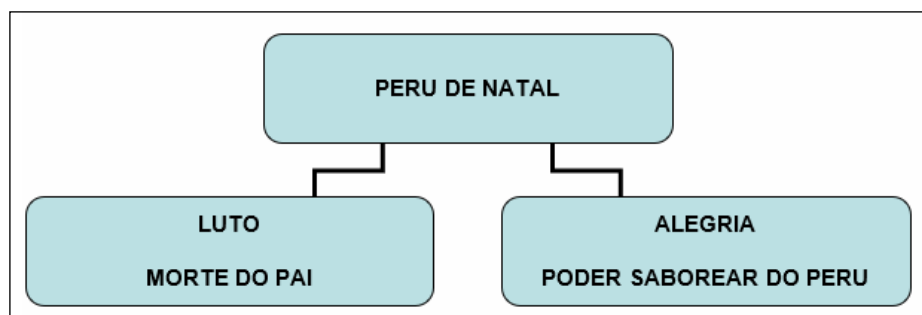 PERU DE NATAL
LUTO
MORTE DO PAI
ALEGRIA
PODER SABOREAR DO PERU